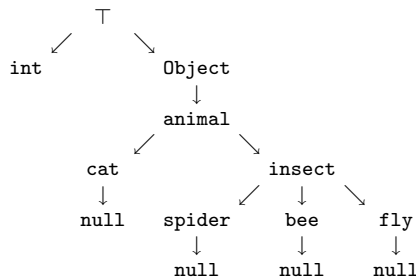 ⊤
int Object
animal
cat insect
null spider bee fly
null null null